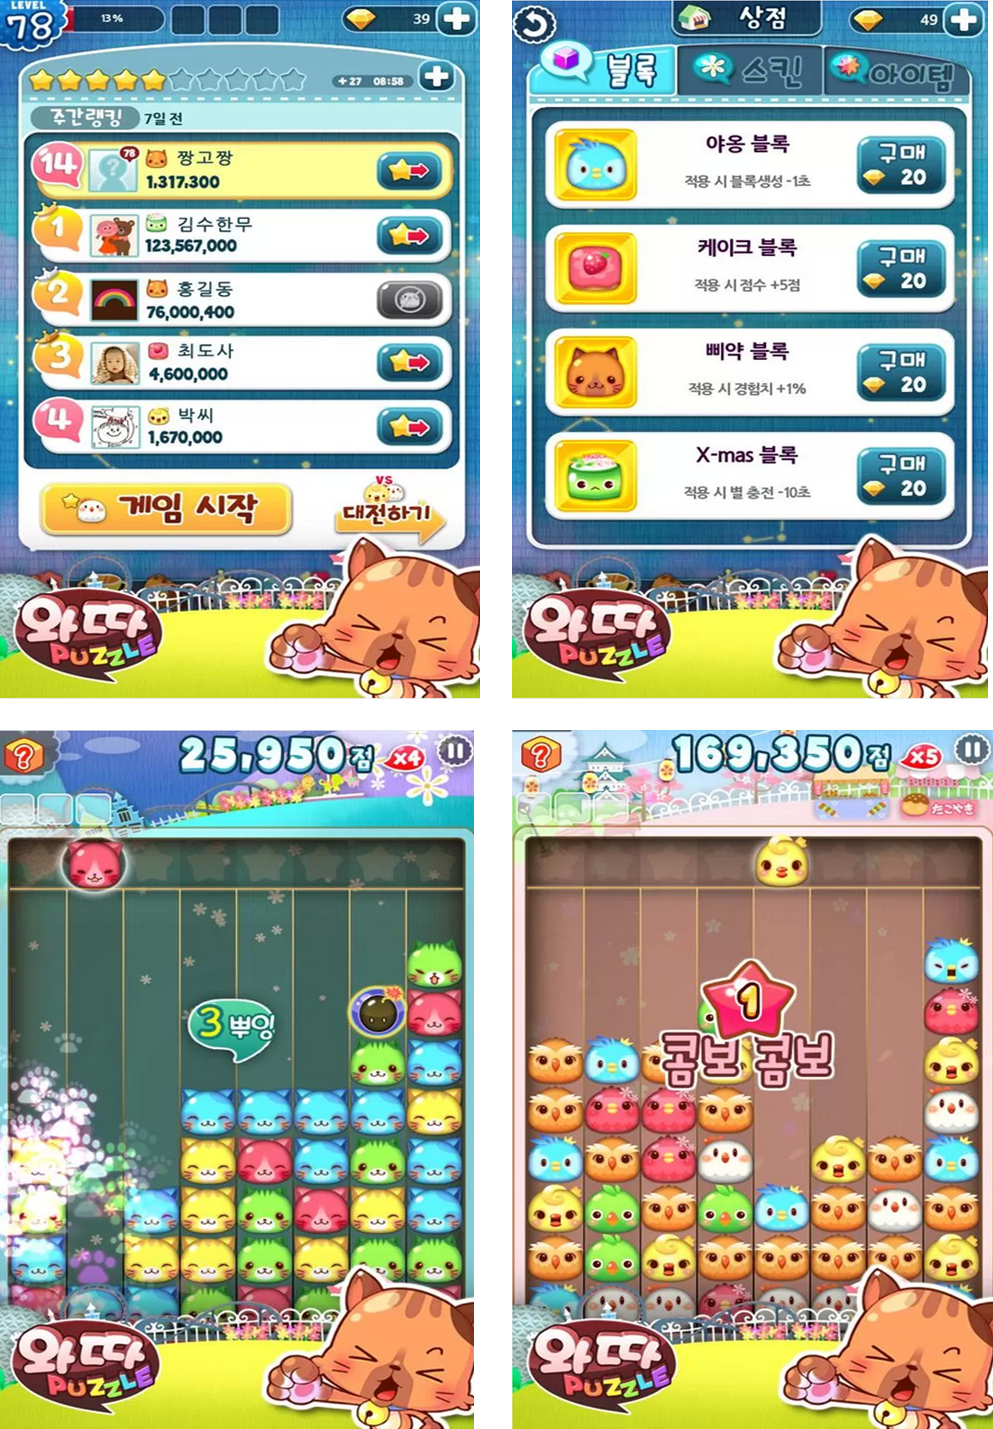 LEVEL
78
13%
39
+27 08:58
주간랭킹 7일 전
14
78
짱고짱
1,317,300
1
김수한무
123,567,000
2
홍길동
76,000,400
3
최도사
4,600,000
4
박씨
1,670,000
게임 시작
VS
대전하기
와따
PUZZLE
상점
49
블록
스킨
아이템
야옹 블록
적용 시 블록생성 -1초
구매
20
케이크 블록
적용 시 점수 +5점
구매
20
삐약 블록
적용 시 경험치 +1%
구매
20
X-mas 블록
적용 시 별 충전 -10초
구매
20
와따
PUZZLE
?
25,950점 x4
3 뿌잉
와따
PUZZLE
?
169,350점 x5
たこやき
1
콤보 콤보
와따
PUZZLE